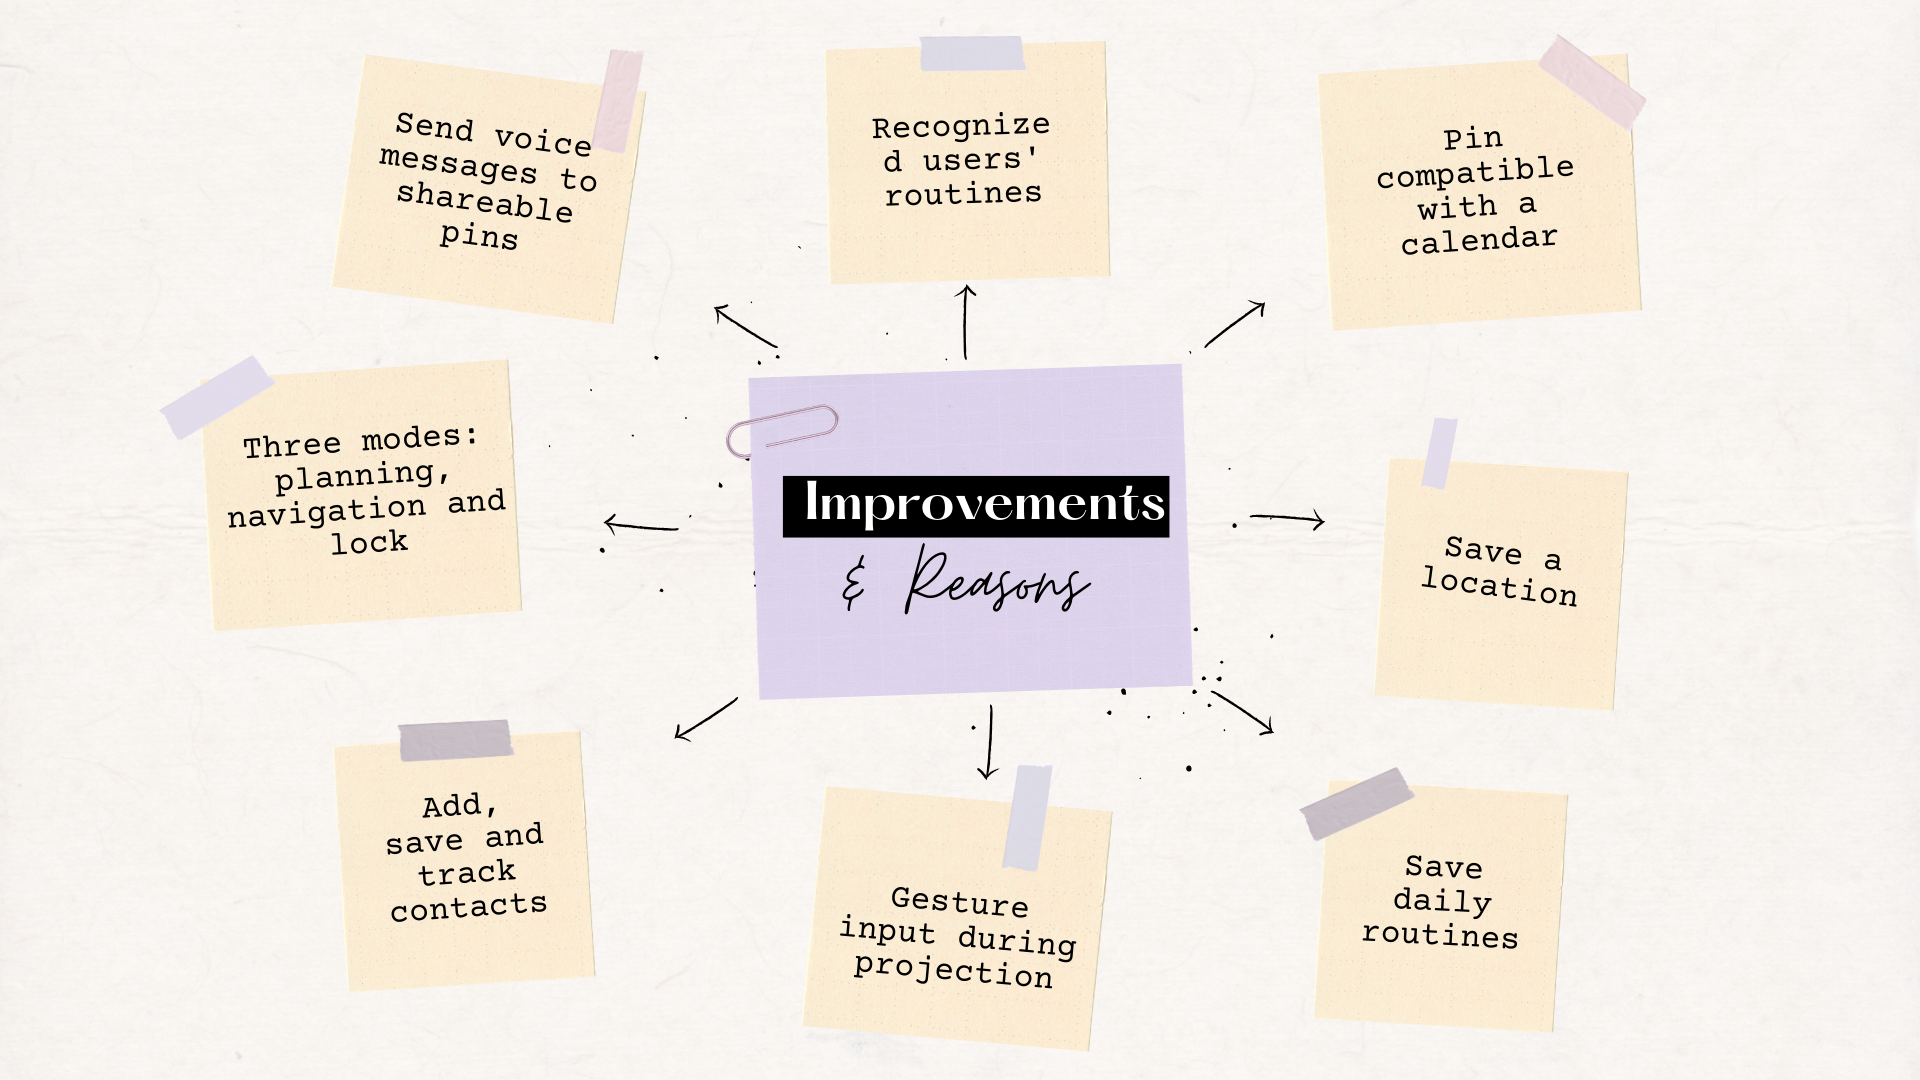 Send voice
messages to
shareable
pins
Recognize
d users'
routines
Pin
compatible
with a
calendar
Three modes:
planning,
navigation and
lock
Improvements
& Reasons
Save a
location
Add,
save and
track
contacts
Gesture
input during
projection
Save
daily
routines